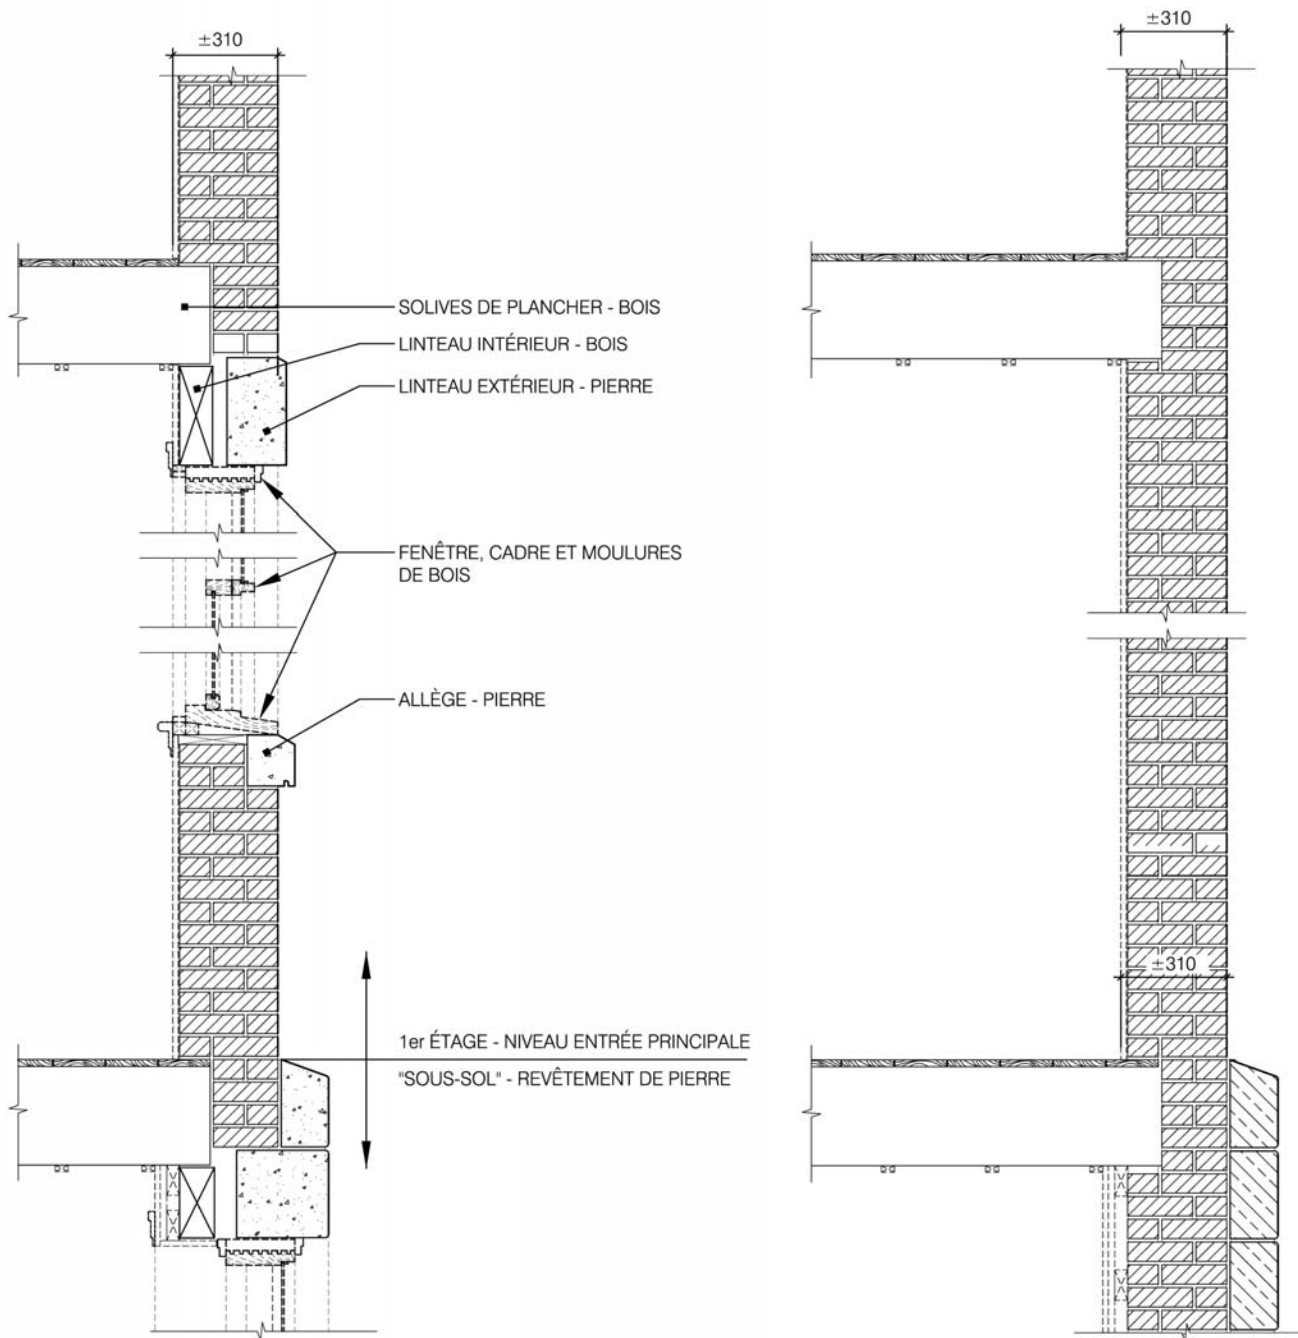 ±310
±310
SOLIVES DE PLANCHER - BOIS
LINTEAU INTÉRIEUR - BOIS
LINTEAU EXTÉRIEUR - PIERRE
FENÊTRE, CADRE ET MOULURES
DE BOIS
ALLÈGE - PIERRE
±310
1er ÉTAGE - NIVEAU ENTRÉE PRINCIPALE
"SOUS-SOL" - REVÊTEMENT DE PIERRE